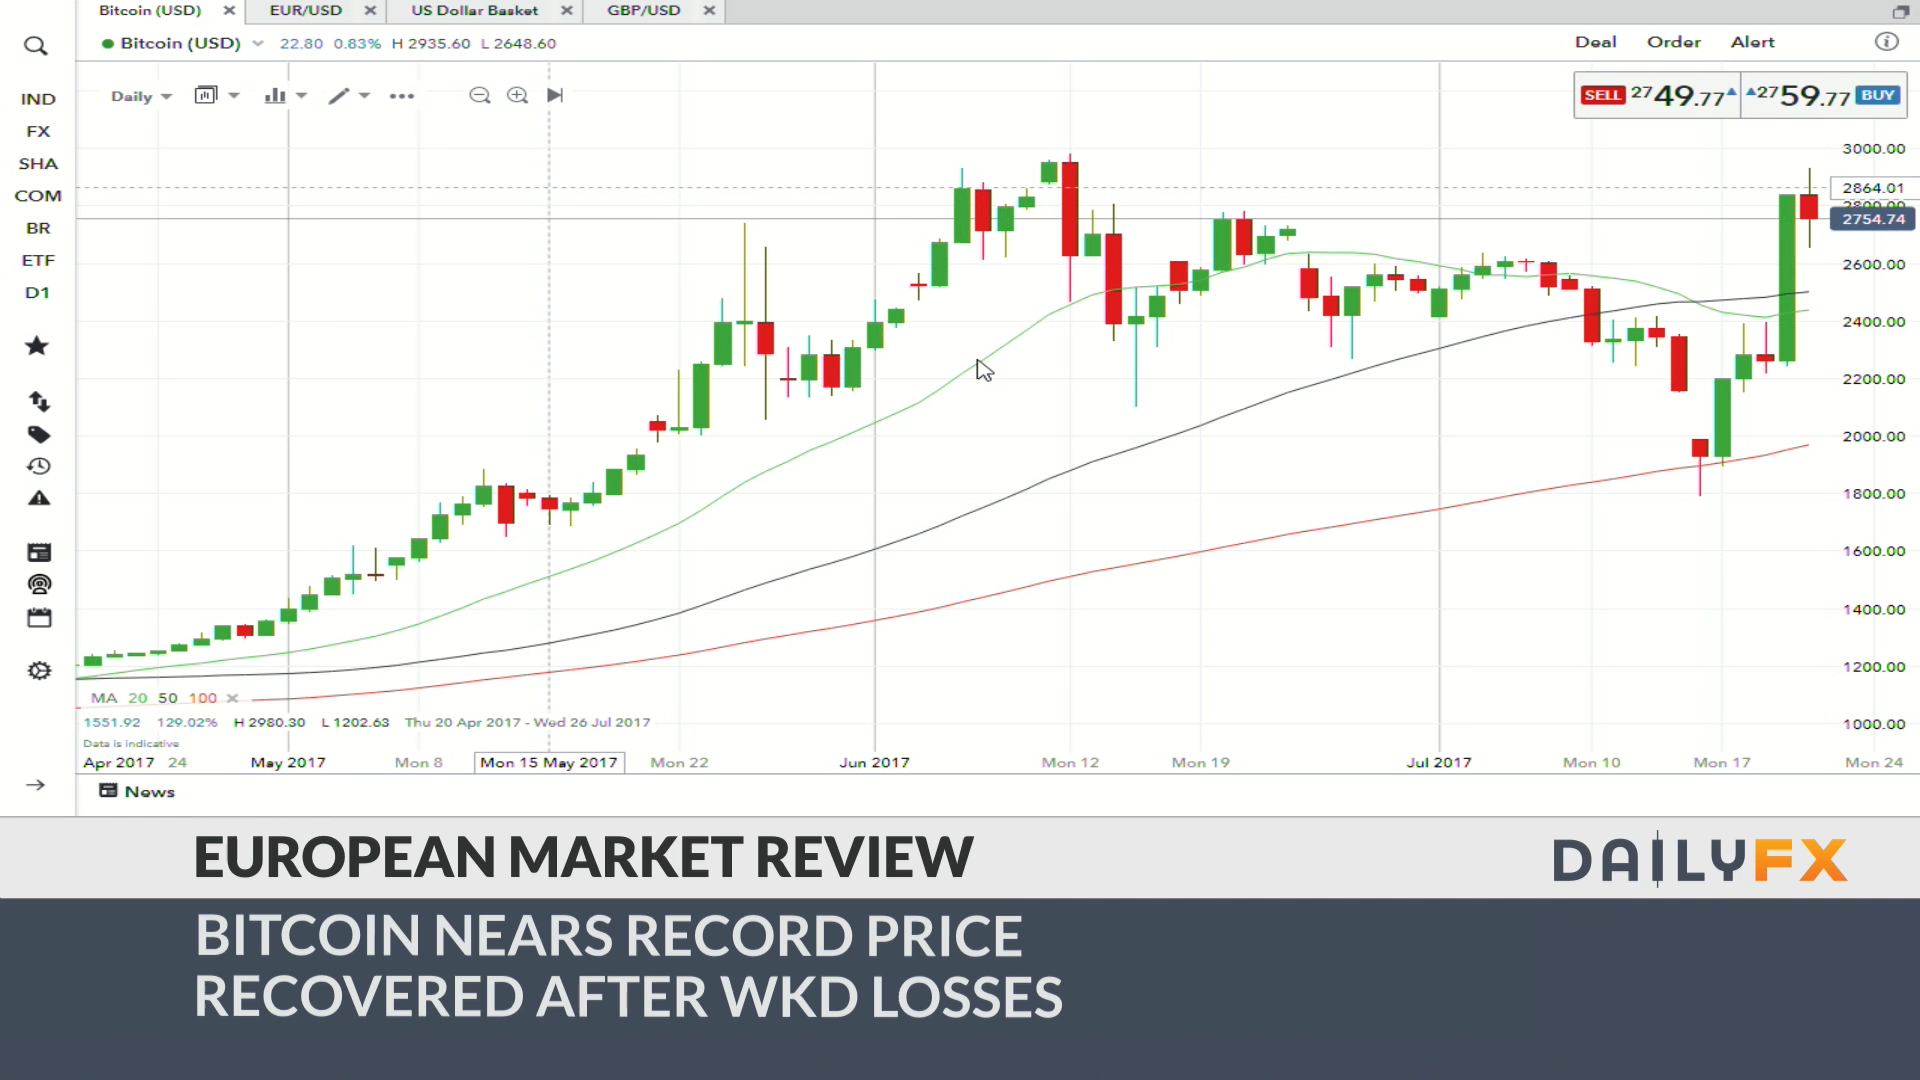 Bitcoin (USD) × EUR/USD × US Dollar Basket × GBP/USD ×
Bitcoin (USD) 22.80 0.83% H 2935.60 L 2648.60
Deal Order Alert
Daily
SELL 2749.77 2759.77 BUY
IND
FX
SHA
COM
BR
ETF
D1
3000.00
2864.01
2800.00
2754.74
2600.00
2400.00
2200.00
2000.00
1800.00
1600.00
1400.00
1200.00
1000.00
MA 20 50 100 ×
1551.92 129.02% H 2980.30 L 1202.63 Thu 20 Apr 2017 - Wed 26 Jul 2017
Data is indicative
Apr 2017 24 May 2017 Mon 8 Mon 15 May 2017 Mon 22 Jun 2017 Mon 12 Mon 19 Jul 2017 Mon 10 Mon 17 Mon 24
News
EUROPEAN MARKET REVIEW
DAILYFX
BITCOIN NEARS RECORD PRICE
RECOVERED AFTER WKD LOSSES